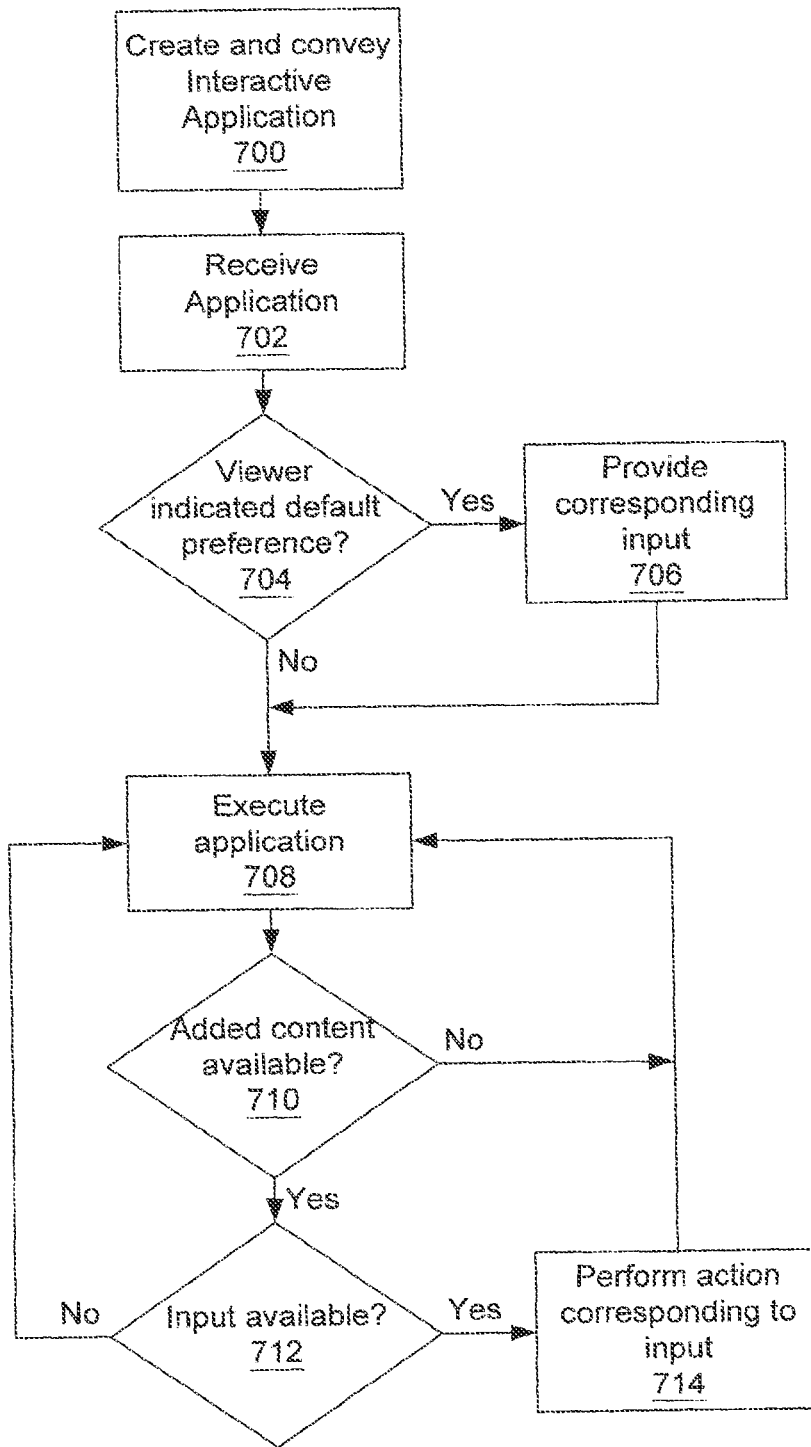 Create and convey
Interactive
Application
700
Receive
Application
702
Viewer
indicated default
preference?
704
Yes
Provide
corresponding
input
706
No
Execute
application
708
Added content
available?
710
No
Yes
Input available?
712
No
Yes
Perform action
corresponding to
input
714